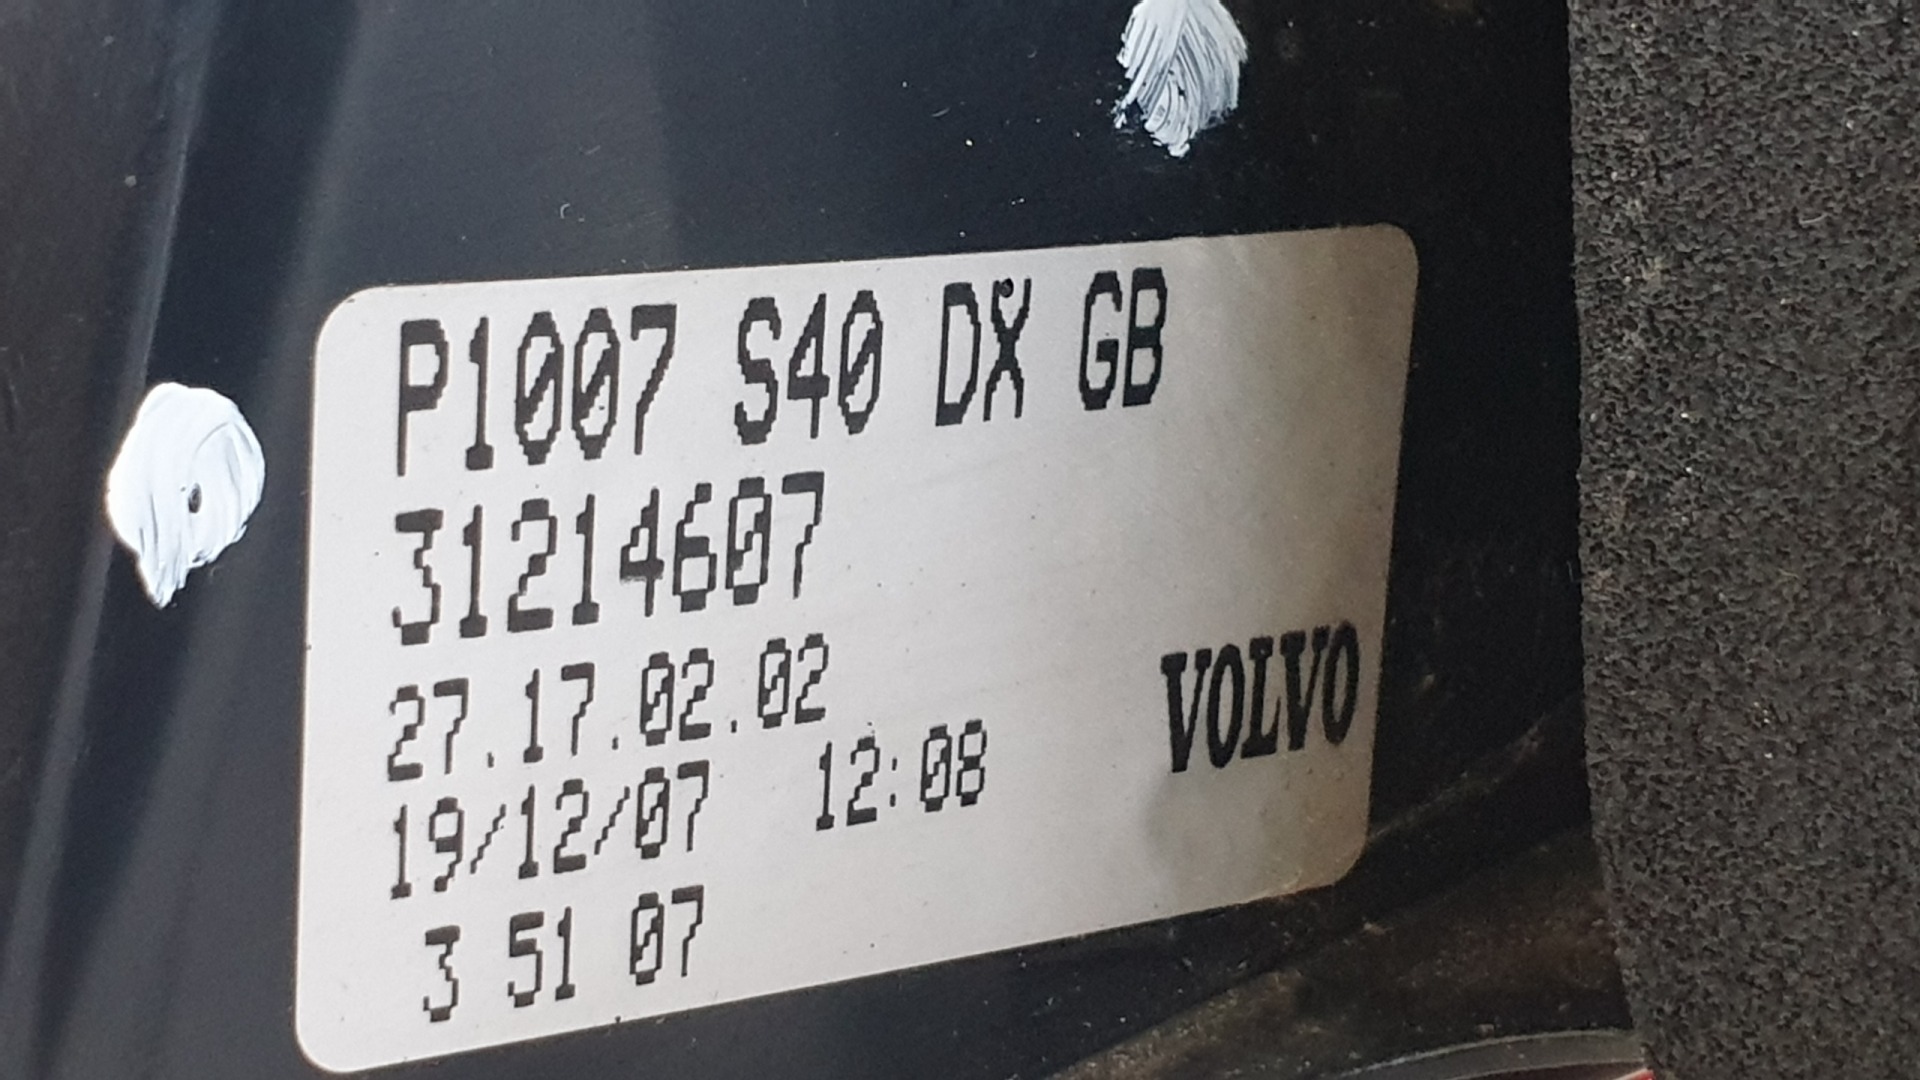 P1007 S40 DX GB
31214607
27.17.02.02
19/12/07 12:08
VOLVO
3 51 07